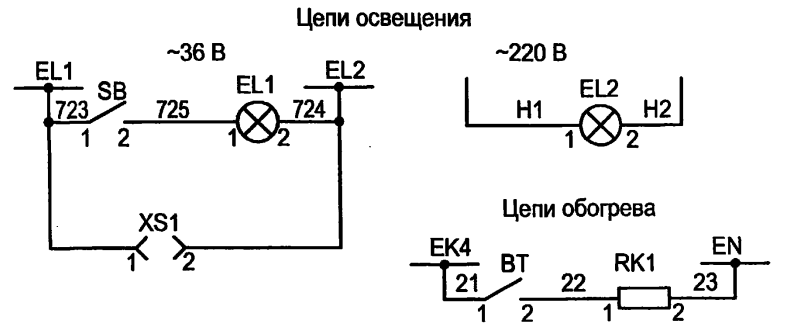 Цепи освещения
~36 В
~220 В
EL1
EL2
SB
EL1
EL2
723
725
724
H1
H2
1
2
1
2
1
2
XS1
1
2
Цепи обогрева
EK4
BT
RK1
EN
21
22
23
1
2
1
2